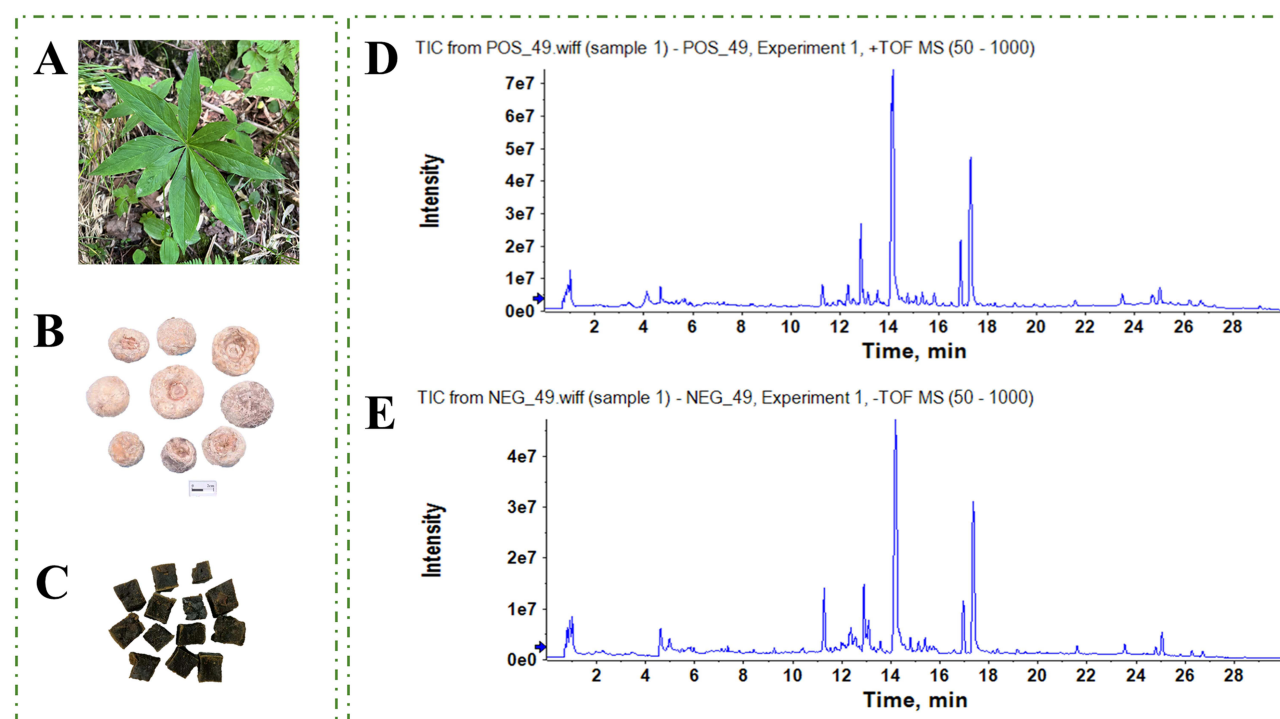 A
B
C
D
TIC from POS_49.wiff (sample 1) - POS_49, Experiment 1, +TOF MS (50 - 1000)
Intensity
7e7
6e7
5e7
4e7
3e7
2e7
1e7
0e0
2 4 6 8 10 12 14 16 18 20 22 24 26 28
Time, min
E
TIC from NEG_49.wiff (sample 1) - NEG_49, Experiment 1, -TOF MS (50 - 1000)
Intensity
4e7
3e7
2e7
1e7
0e0
2 4 6 8 10 12 14 16 18 20 22 24 26 28
Time, min